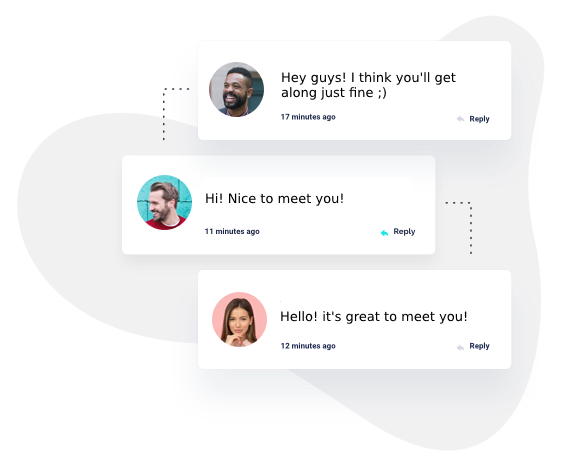 Hey guys! I think you'll get
along just fine ;)
17 minutes ago
Reply
Hi! Nice to meet you!
11 minutes ago
Reply
Hello! it's great to meet you!
12 minutes ago
Reply